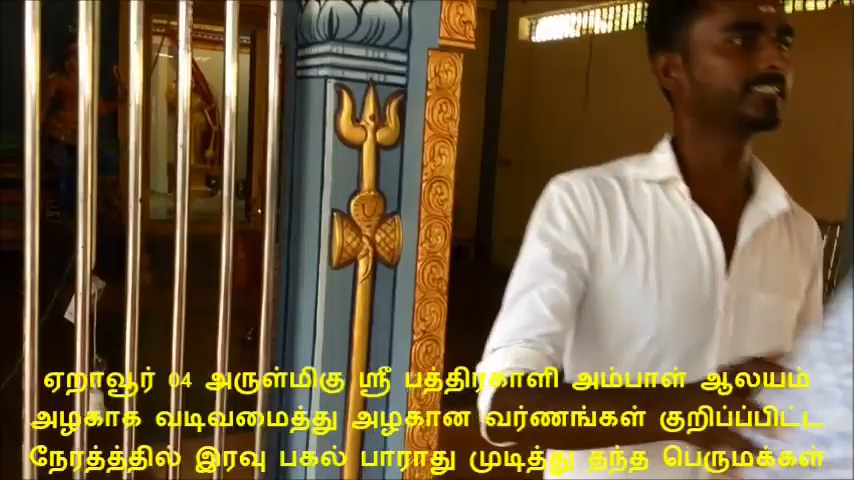 ஏறாவூர் 04 அருள்மிகு ஸ்ரீ பத்திரகாளி அம்பாள் ஆலயம்
அழகாக வடிவமைத்து அழகான வர்ணங்கள் குறிப்ப்பிட்ட
நேரத்த்தில் இரவு பகல் பாராது முடித்து தந்த பெருமக்கள்